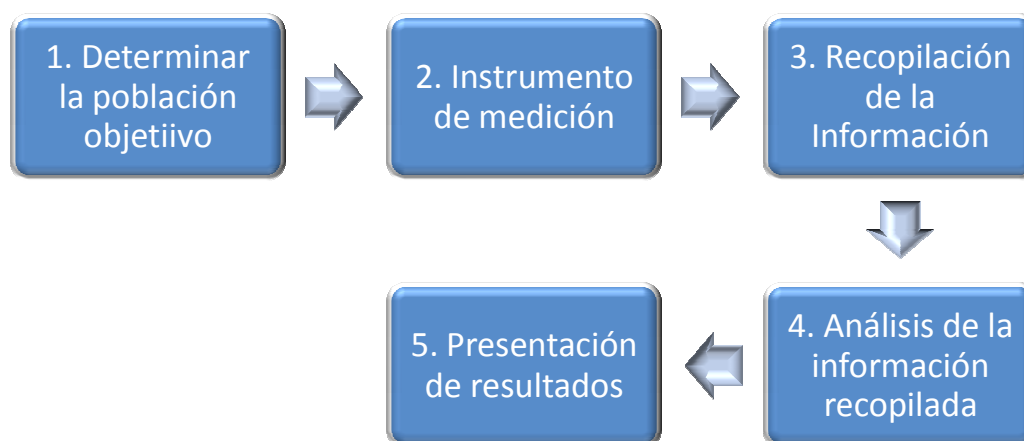 1. Determinar
la población
objetiivo
2. Instrumento
de medición
3. Recopilación
de la
Información
4. Análisis de la
información
recopilada
5. Presentación
de resultados